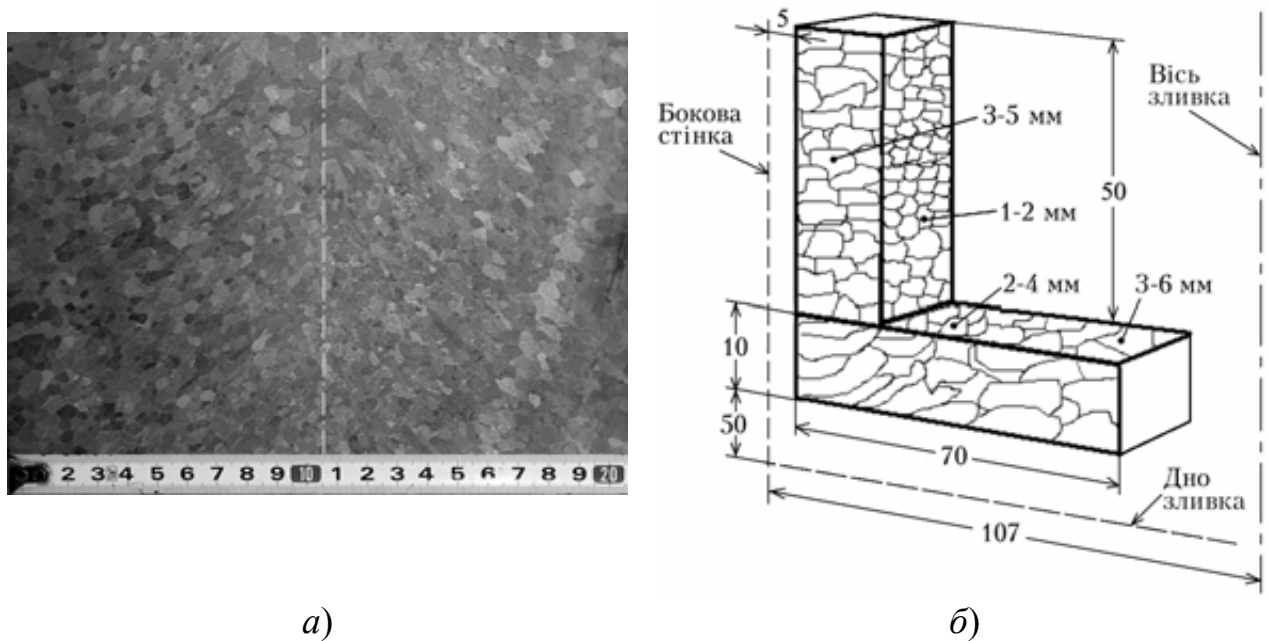 2 3 4 5 6 7 8 9 10 1 2 3 4 5 6 7 8 9 20
5
Бокова
стінка
Вісь
зливка
3-5 мм
50
1-2 мм
2-4 мм
3-6 мм
10
50
70
Дно
зливка
107
а)
б)